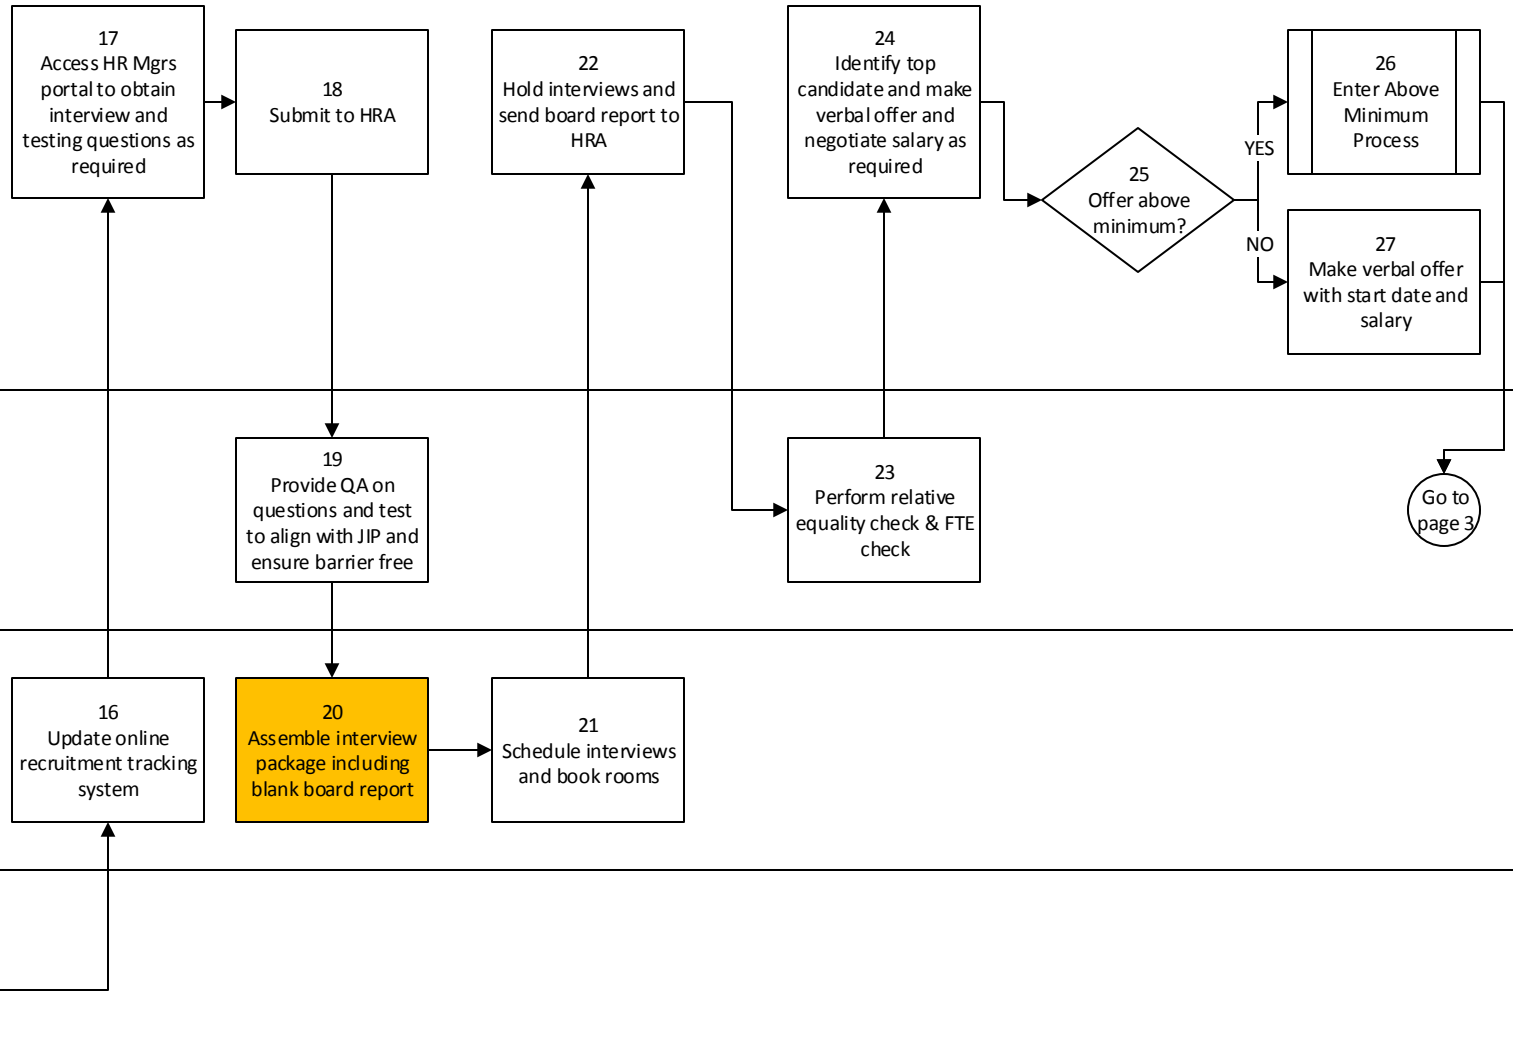 17
Access HR Mgrs
portal to obtain
interview and
testing questions as
required
18
Submit to HRA
22
Hold interviews and
send board report to
HRA
24
Identify top
candidate and make
verbal offer and
negotiate salary as
required
25
Offer above
minimum?
YES
NO
26
Enter Above
Minimum
Process
27
Make verbal offer
with start date and
salary
19
Provide QA on
questions and test
to align with JIP and
ensure barrier free
23
Perform relative
equality check & FTE
check
Go to
page 3
16
Update online
recruitment tracking
system
20
Assemble interview
package including
blank board report
21
Schedule interviews
and book rooms